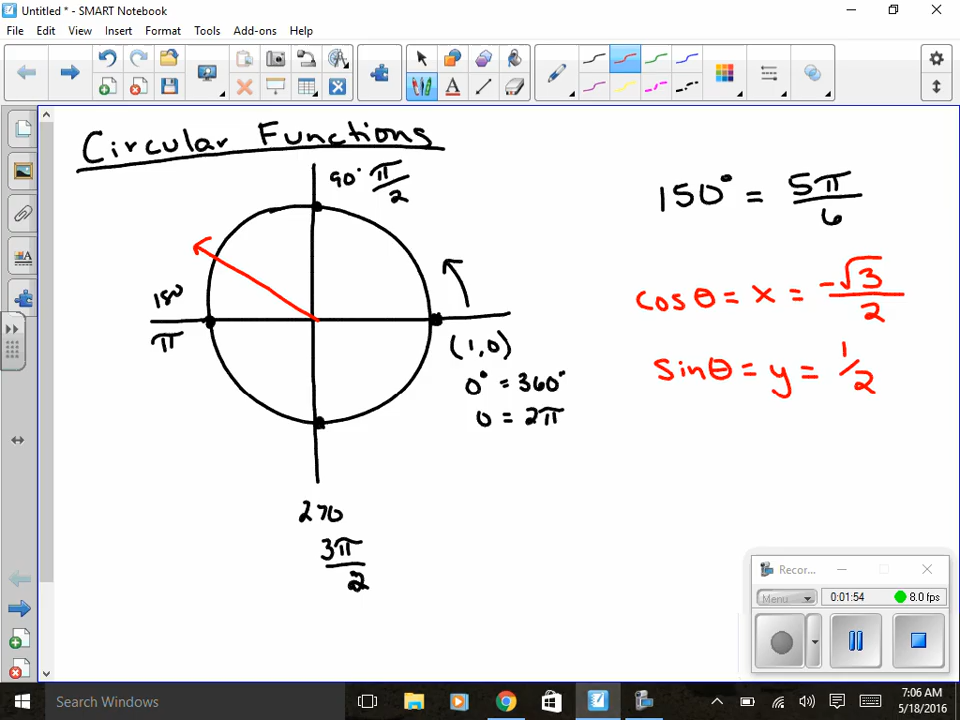 Untitled * - SMART Notebook
File Edit View Insert Format Tools Add-ons Help
Circular Functions
90° π/2
150° = 5π/6
cosθ = x = -√3/2
sinθ = y = 1/2
180
π
(1,0)
0° = 360°
0 = 2π
270
3π/2
Recor...
Menu
0:01:54
8.0 fps
Search Windows
7:06 AM
5/18/2016